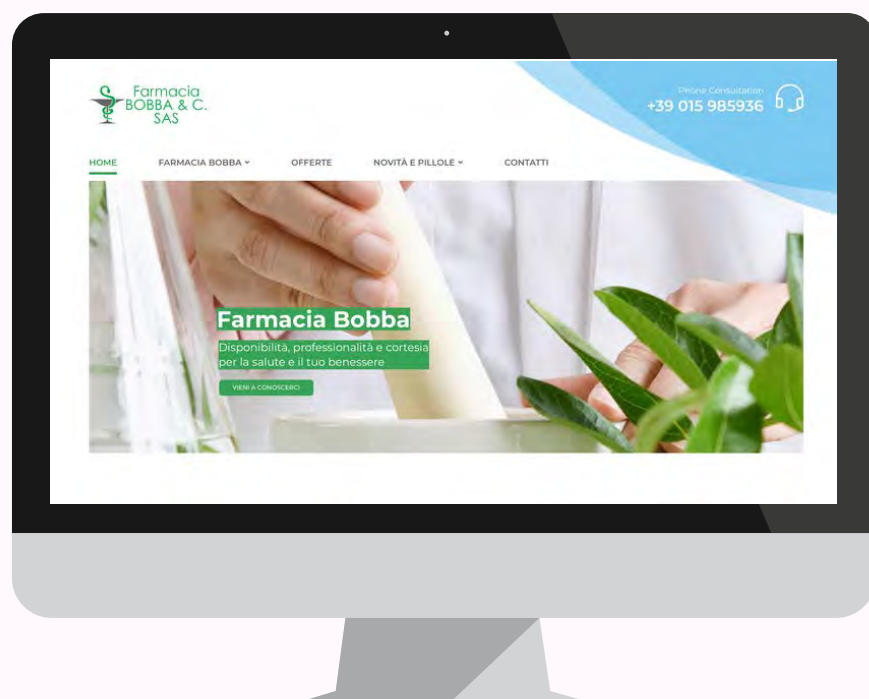 Farmacia
BOBBA & C.
SAS
Phone Consultation
+39 015 985936
HOME
FARMACIA BOBBA
OFFERTE
NOVITÀ E PILLOLE
CONTATTI
Farmacia Bobba
Disponibilità, professionalità e cortesia
per la salute e il tuo benessere
VIENI A CONOSCERCI